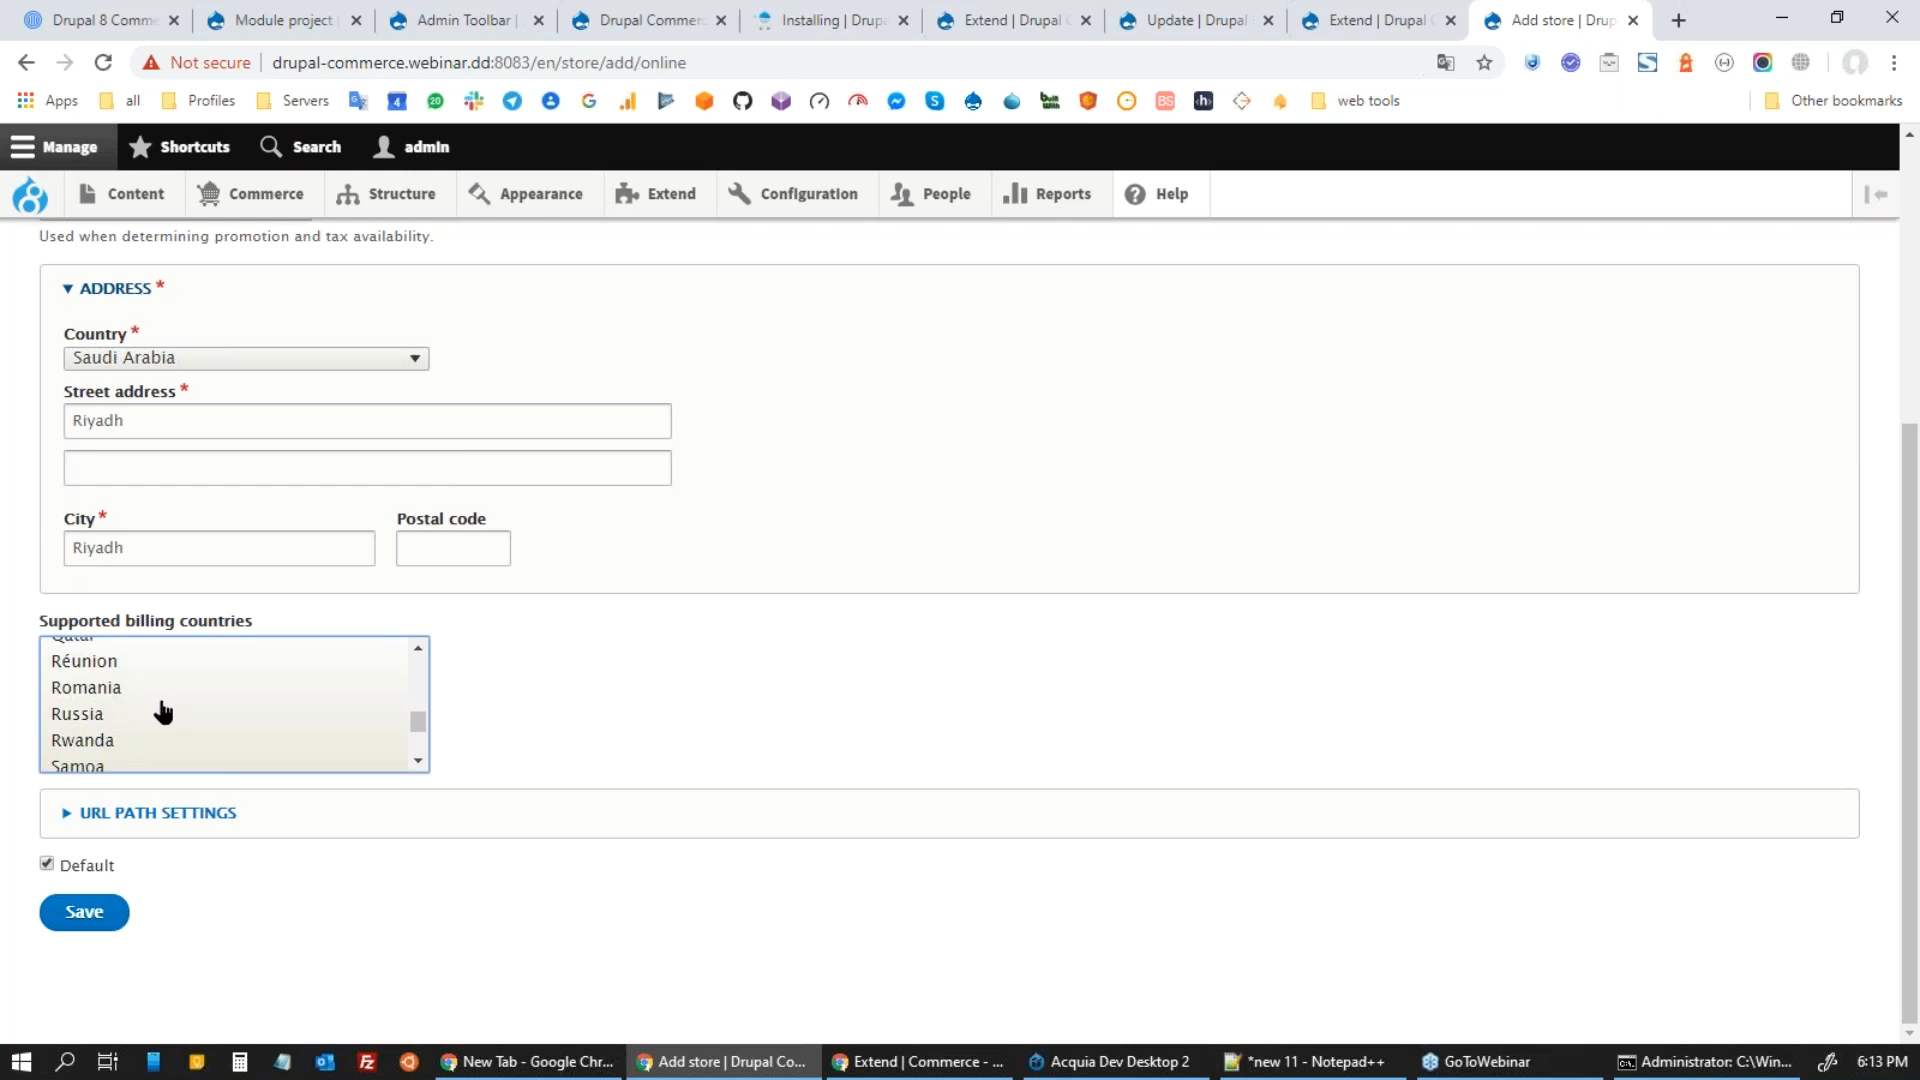 Drupal 8 Comme
Module project
Admin Toolbar |
Drupal Commerc
Installing | Drupa
Extend | Drupal C
Update | Drupal
Extend | Drupal C
Add store | Drup
Not secure
drupal-commerce.webinar.dd:8083/en/store/add/online
Apps
all
Profiles
Servers
web tools
Other bookmarks
Manage
Shortcuts
Search
admin
Content
Commerce
Structure
Appearance
Extend
Configuration
People
Reports
Help
Used when determining promotion and tax availability.
ADDRESS *
Country *
Saudi Arabia
Street address *
Riyadh
City *
Postal code
Riyadh
Supported billing countries
Qatar
Réunion
Romania
Russia
Rwanda
Samoa
URL PATH SETTINGS
Default
Save
New Tab - Google Chr...
Add store | Drupal Co...
Extend | Commerce - ...
Acquia Dev Desktop 2
*new 11 - Notepad++
GoToWebinar
Administrator: C:\Win...
6:13 PM